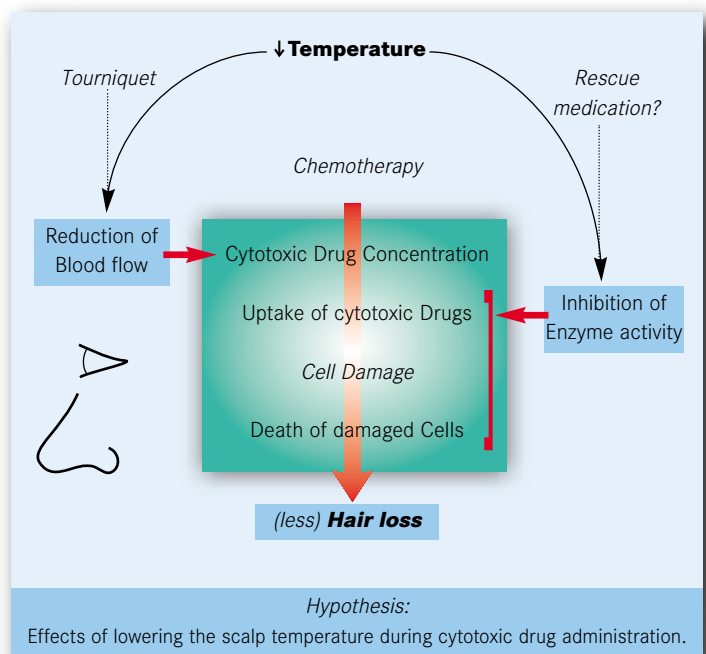 ↓Temperature
Tourniquet
Rescue
medication?
Chemotherapy
Reduction of
Blood flow
Cytotoxic Drug Concentration
Uptake of cytotoxic Drugs
Inhibition of
Enzyme activity
Cell Damage
Death of damaged Cells
(less) Hair loss
Hypothesis:
Effects of lowering the scalp temperature during cytotoxic drug administration.